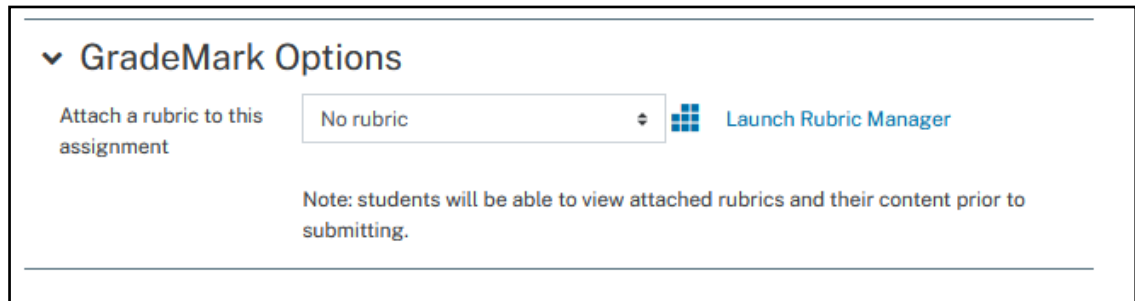 GradeMark Options
Attach a rubric to this
assignment
No rubric
Launch Rubric Manager
Note: students will be able to view attached rubrics and their content prior to
submitting.